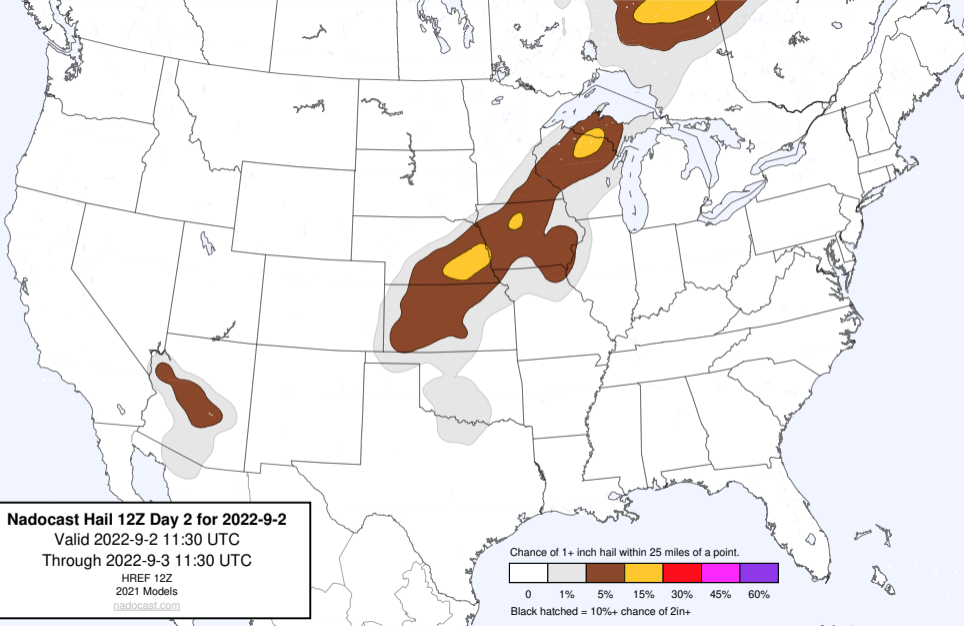 Nadocast Hail 12Z Day 2 for 2022-9-2
Valid 2022-9-2 11:30 UTC
Through 2022-9-3 11:30 UTC
HREF 12Z
2021 Models
nadocast.com
Chance of 1+ inch hail within 25 miles of a point.
0 1% 5% 15% 30% 45% 60%
Black hatched = 10%+ chance of 2in+